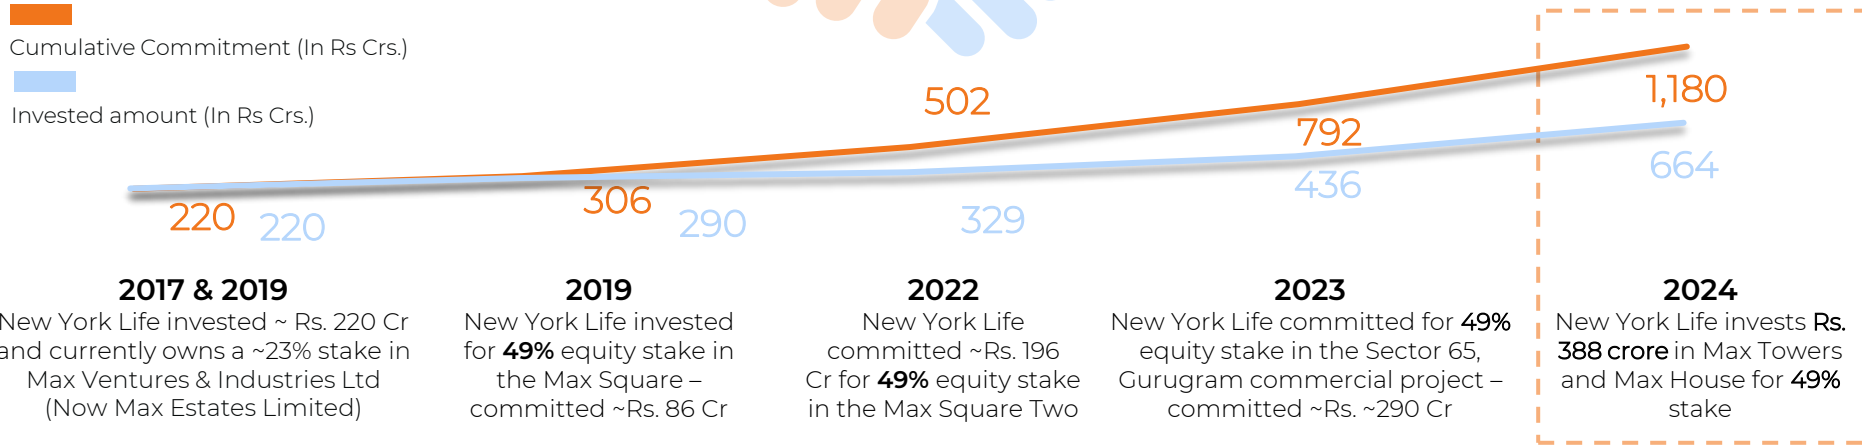 Cumulative Commitment (In Rs Crs.)
Invested amount (In Rs Crs.)
220
220
306
290
502
329
792
436
1,180
664
2017 & 2019
New York Life invested ~ Rs. 220 Cr
and currently owns a ~23% stake in
Max Ventures & Industries Ltd
(Now Max Estates Limited)
2019
New York Life invested
for 49% equity stake in
the Max Square –
committed ~Rs. 86 Cr
2022
New York Life
committed ~Rs. 196
Cr for 49% equity stake
in the Max Square Two
2023
New York Life committed for 49%
equity stake in the Sector 65,
Gurugram commercial project –
committed ~Rs. ~290 Cr
2024
New York Life invests Rs.
388 crore in Max Towers
and Max House for 49%
stake